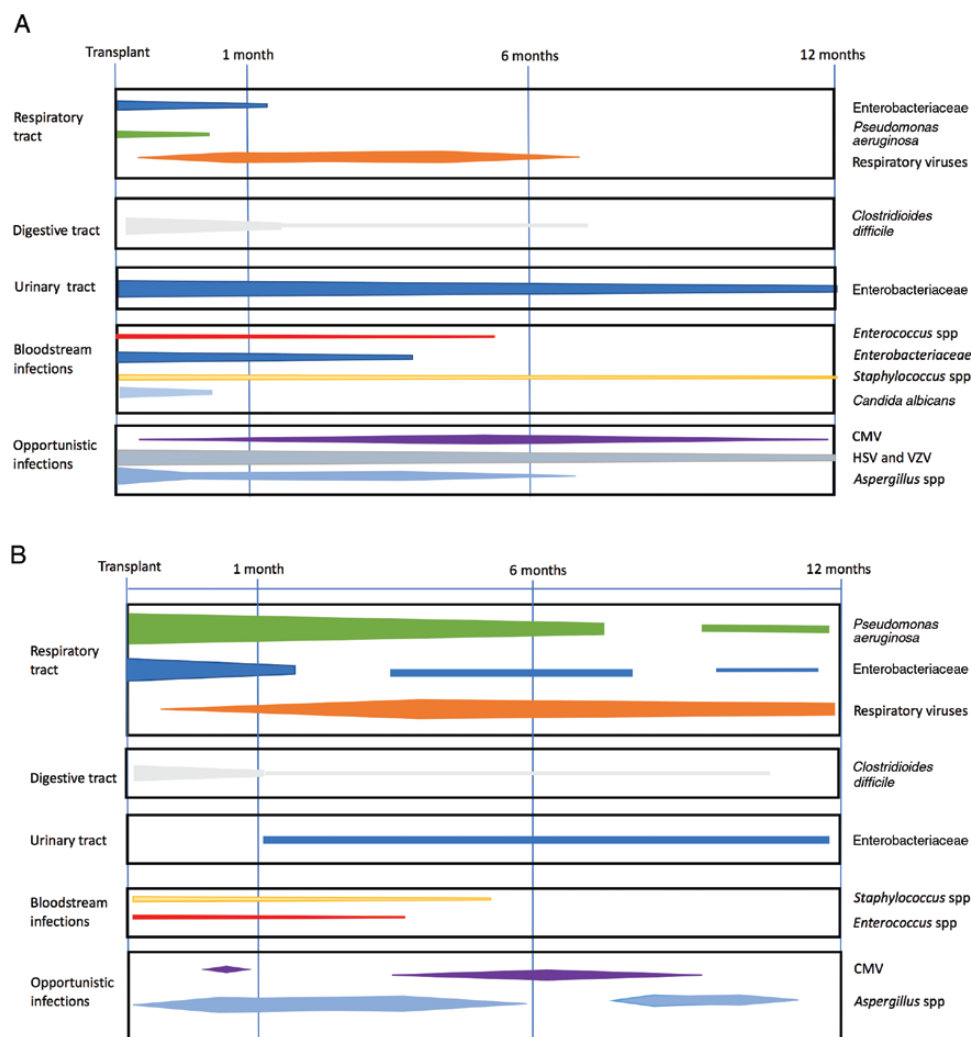 A
Transplant
1 month
6 months
12 months
Respiratory
tract
Enterobacteriaceae
Pseudomonas
aeruginosa
Respiratory viruses
Digestive tract
Clostridioides
difficile
Urinary tract
Enterobacteriaceae
Bloodstream
infections
Enterococcus spp
Enterobacteriaceae
Staphylococcus spp
Candida albicans
Opportunistic
infections
CMV
HSV and VZV
Aspergillus spp
B
Transplant
1 month
6 months
12 months
Respiratory
tract
Pseudomonas
aeruginosa
Enterobacteriaceae
Respiratory viruses
Digestive tract
Clostridioides
difficile
Urinary tract
Enterobacteriaceae
Bloodstream
infections
Staphylococcus spp
Enterococcus spp
Opportunistic
infections
CMV
Aspergillus spp